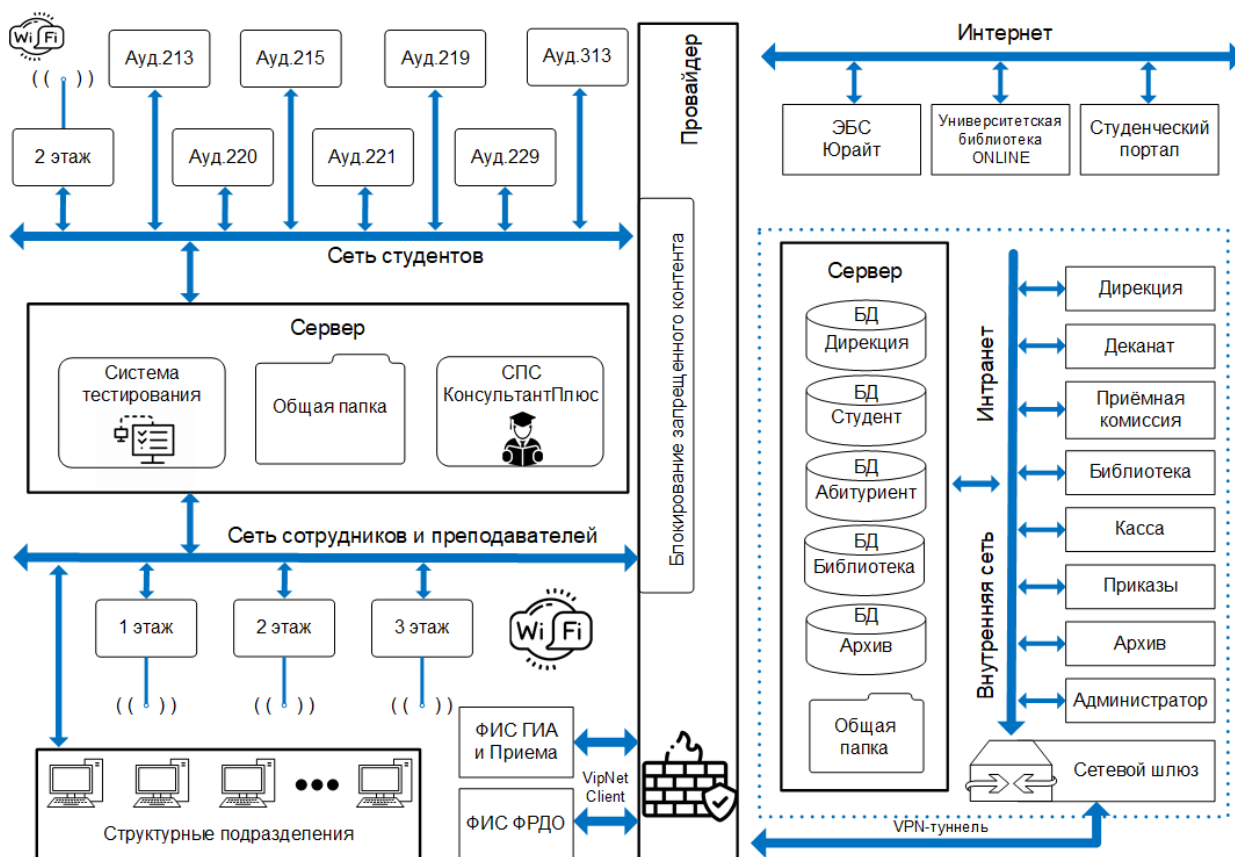 Wi Fi
Ауд.213
Ауд.215
Ауд.219
Ауд.313
2 этаж
Ауд.220
Ауд.221
Ауд.229
Сеть студентов
Сервер
Система
тестирования
Общая папка
СПС
КонсультантПлюс
Сеть сотрудников и преподавателей
1 этаж
2 этаж
3 этаж
Wi Fi
ФИС ГИА
и Приема
VipNet
Client
ФИС ФРДО
Структурные подразделения
Провайдер
Блокирование запрещенного контента
Интернет
ЭБС
Юрайт
Университетская
библиотека
ONLINE
Студенческий
портал
Сервер
БД
Дирекция
БД
Студент
БД
Абитуриент
БД
Библиотека
БД
Архив
Общая
папка
Интранет
Внутренняя сеть
Дирекция
Деканат
Приёмная
комиссия
Библиотека
Касса
Приказы
Архив
Администратор
Сетевой шлюз
VPN-туннель